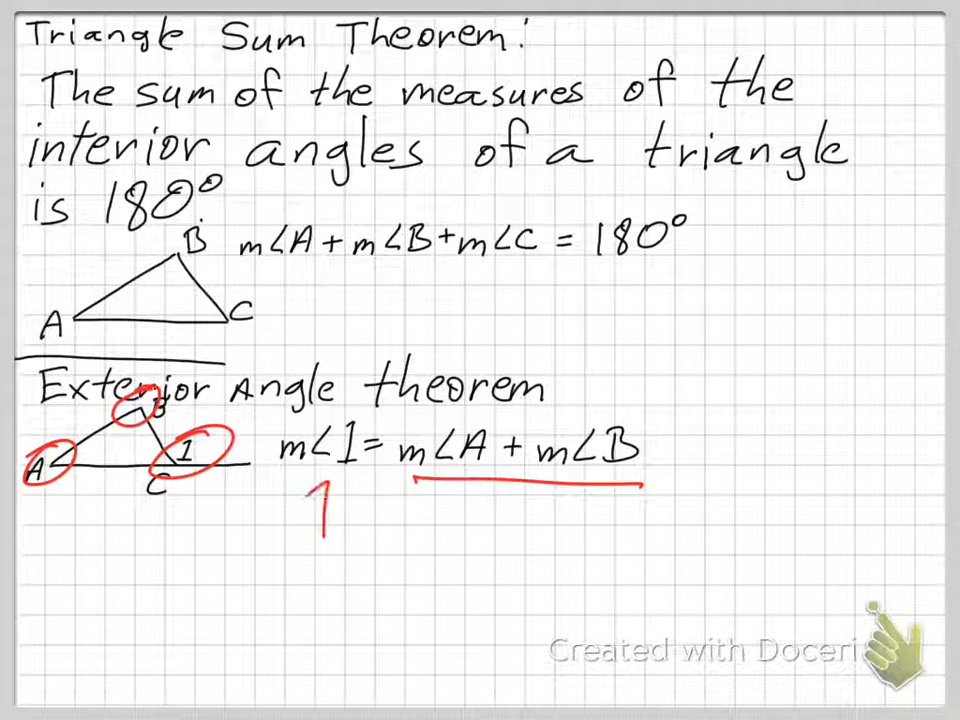 Triangle Sum Theorem:
The sum of the measures of the
interior angles of a triangle
is 180°
B m∠A + m∠B + m∠C = 180°
A C
Exterior Angle theorem
B
A 1 m∠1 = m∠A + m∠B
C
Created with Doceri